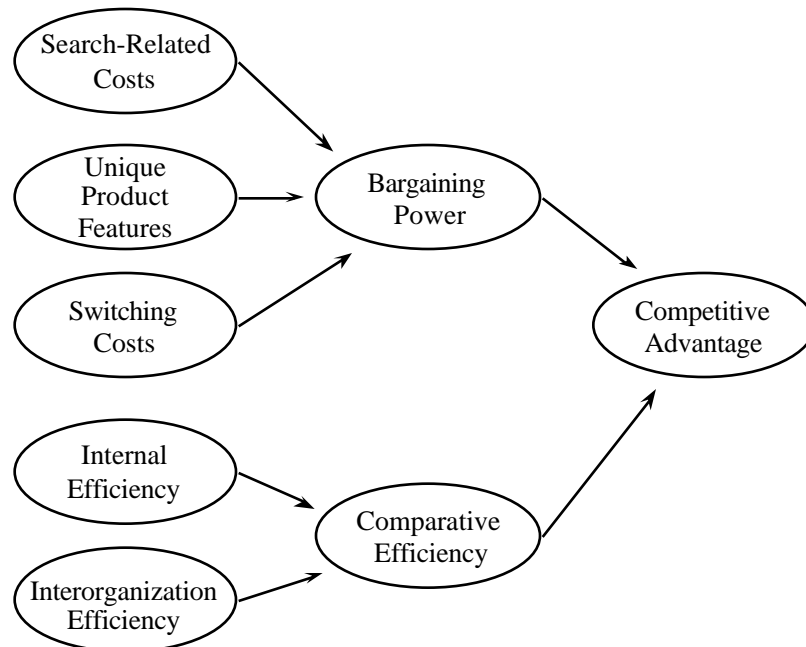 Search-Related
Costs
Unique
Product
Features
Bargaining
Power
Switching
Costs
Competitive
Advantage
Internal
Efficiency
Comparative
Efficiency
Interorganization
Efficiency